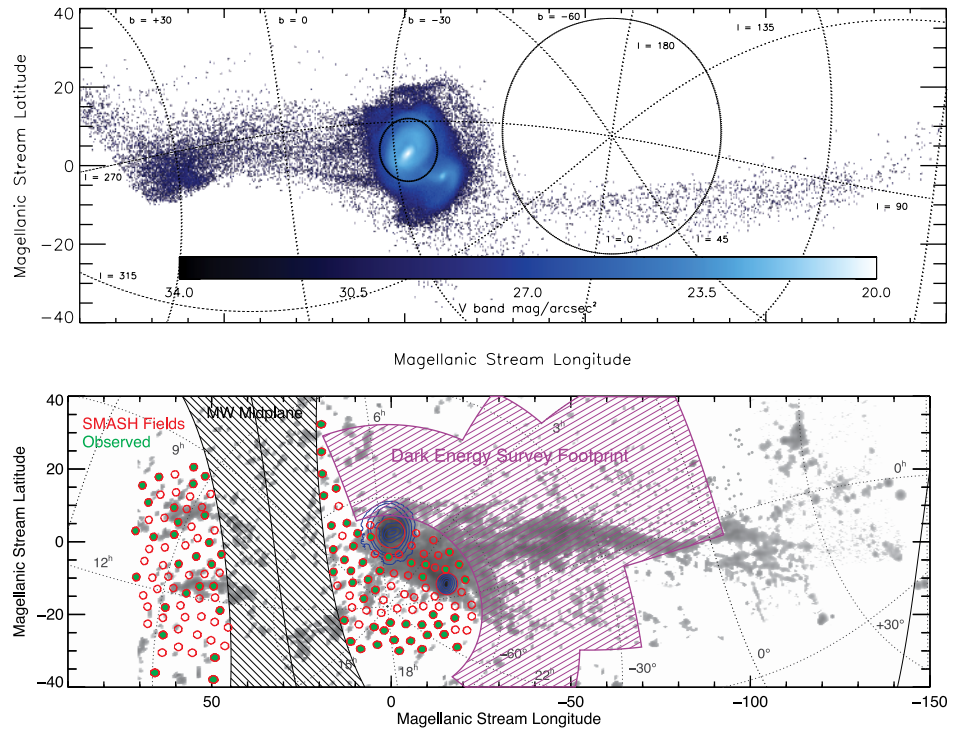 b = +30
b = 0
b = −30
b = −60
l = 135
l = 180
l = 270
l = 90
l = 0
l = 45
l = 315
40
20
0
−20
−40
Magellanic Stream Latitude
34.0
30.5
27.0
23.5
20.0
V band mag/arcsec²
Magellanic Stream Longitude
SMASH Fields
Observed
MW Midplane
Dark Energy Survey Footprint
9ʰ
6ʰ
3ʰ
0ʰ
12ʰ
15ʰ
18ʰ
22ʰ
−60°
−30°
0°
+30°
40
20
0
−20
−40
Magellanic Stream Latitude
50
0
−50
−100
−150
Magellanic Stream Longitude